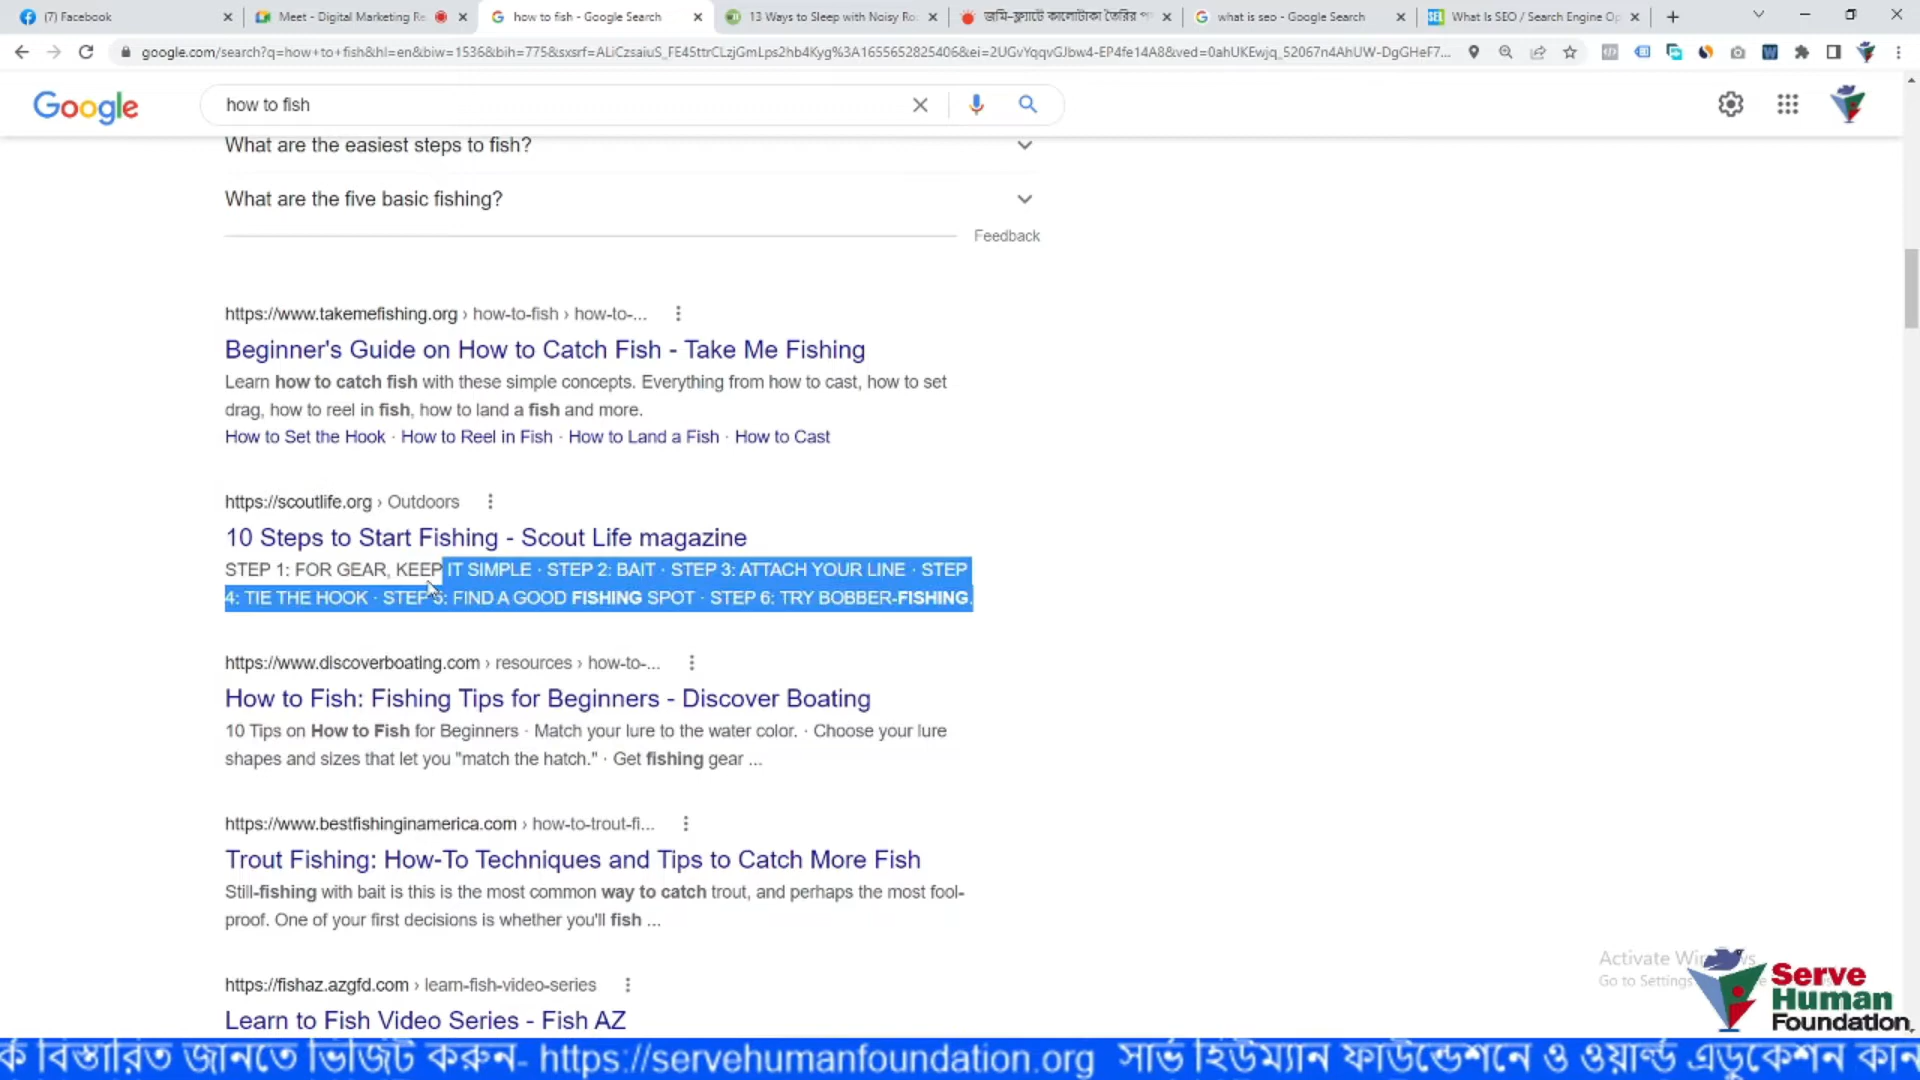 (7) Facebook
Meet - Digital Marketing Re
how to fish - Google Search
13 Ways to Sleep with Noisy Ro
জমি-ফ্ল্যাটে কালোটাকা তৈরির প
what is seo - Google Search
What Is SEO / Search Engine Op
google.com/search?q=how+to+fish&hl=en&biw=1536&bih=775&sxsrf=ALiCzsaiuS_FE45ttrCLzjGmLps2hb4Kyg%3A1655652825406&ei=2UGvYqqvGJbw4-EP4fe14A8&ved=0ahUKEwjq_52067n4AhUW-DgGHeF7...
Google
how to fish
What are the easiest steps to fish?
What are the five basic fishing?
Feedback
https://www.takemefishing.org › how-to-fish › how-to-...
Beginner's Guide on How to Catch Fish - Take Me Fishing
Learn how to catch fish with these simple concepts. Everything from how to cast, how to set
drag, how to reel in fish, how to land a fish and more.
How to Set the Hook · How to Reel in Fish · How to Land a Fish · How to Cast
https://scoutlife.org › Outdoors
10 Steps to Start Fishing - Scout Life magazine
STEP 1: FOR GEAR, KEEP IT SIMPLE · STEP 2: BAIT · STEP 3: ATTACH YOUR LINE · STEP
4: TIE THE HOOK · STEP 5: FIND A GOOD FISHING SPOT · STEP 6: TRY BOBBER-FISHING.
https://www.discoverboating.com › resources › how-to-...
How to Fish: Fishing Tips for Beginners - Discover Boating
10 Tips on How to Fish for Beginners · Match your lure to the water color. · Choose your lure
shapes and sizes that let you "match the hatch." · Get fishing gear ...
https://www.bestfishinginamerica.com › how-to-trout-fi...
Trout Fishing: How-To Techniques and Tips to Catch More Fish
Still-fishing with bait is this is the most common way to catch trout, and perhaps the most fool-
proof. One of your first decisions is whether you'll fish ...
https://fishaz.azgfd.com › learn-fish-video-series
Learn to Fish Video Series - Fish AZ
Activate Win
Go to Settings
Serve
Human
Foundation.
র্ক বিস্তারিত জানতে ভিজিট করুন- https://servehumanfoundation.org সার্ভ হিউম্যান ফাউন্ডেশনে ও ওয়ার্ল্ড এডুকেশন কান